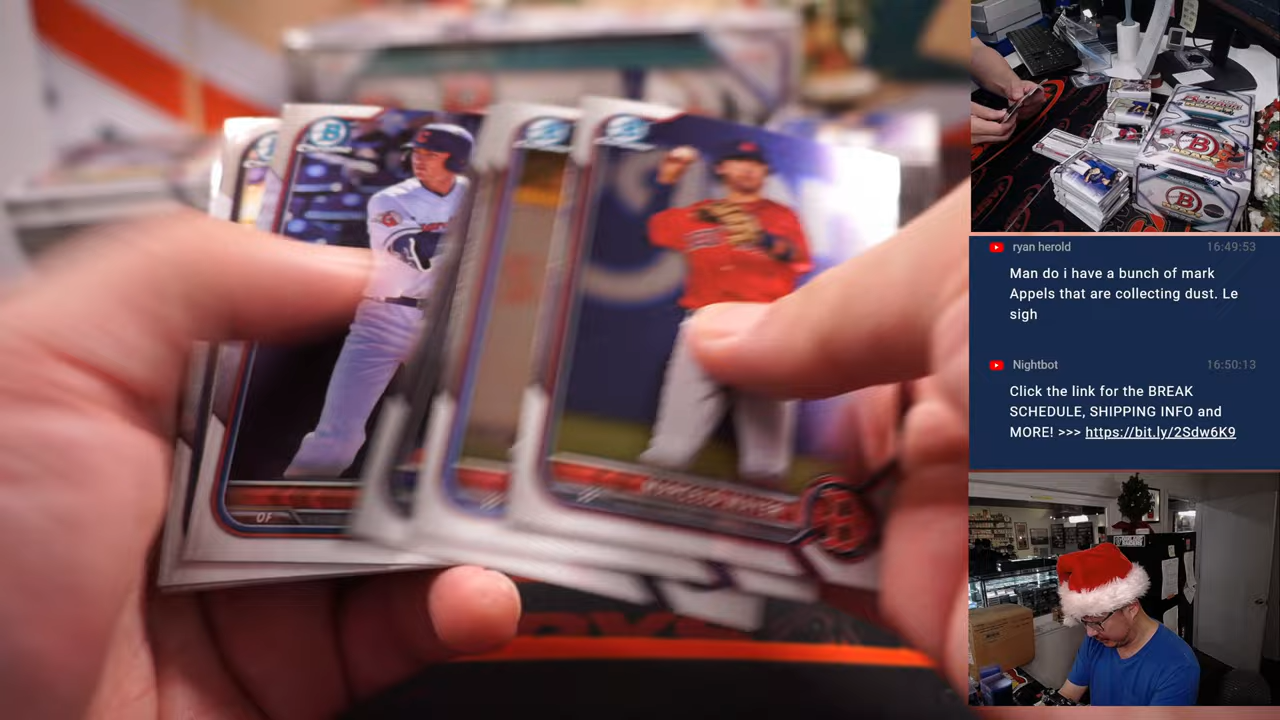 OF
MARCELO MAYER
B
ryan herold 16:49:53
Man do i have a bunch of mark
Appels that are collecting dust. Le
sigh
Nightbot 16:50:13
Click the link for the BREAK
SCHEDULE, SHIPPING INFO and
MORE! >>> https://bit.ly/2Sdw6K9